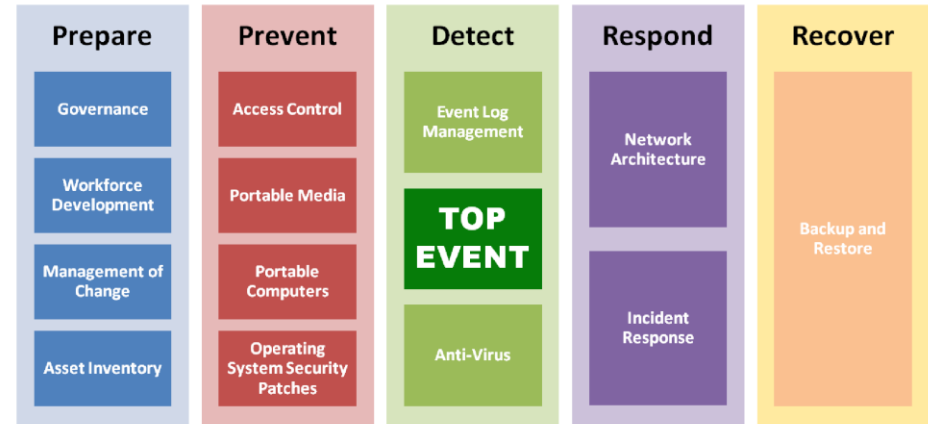 Prepare
Governance
Workforce
Development
Management of
Change
Asset Inventory
Prevent
Access Control
Portable Media
Portable
Computers
Operating
System Security
Patches
Detect
Event Log
Management
TOP
EVENT
Anti-Virus
Respond
Network
Architecture
Incident
Response
Recover
Backup and
Restore